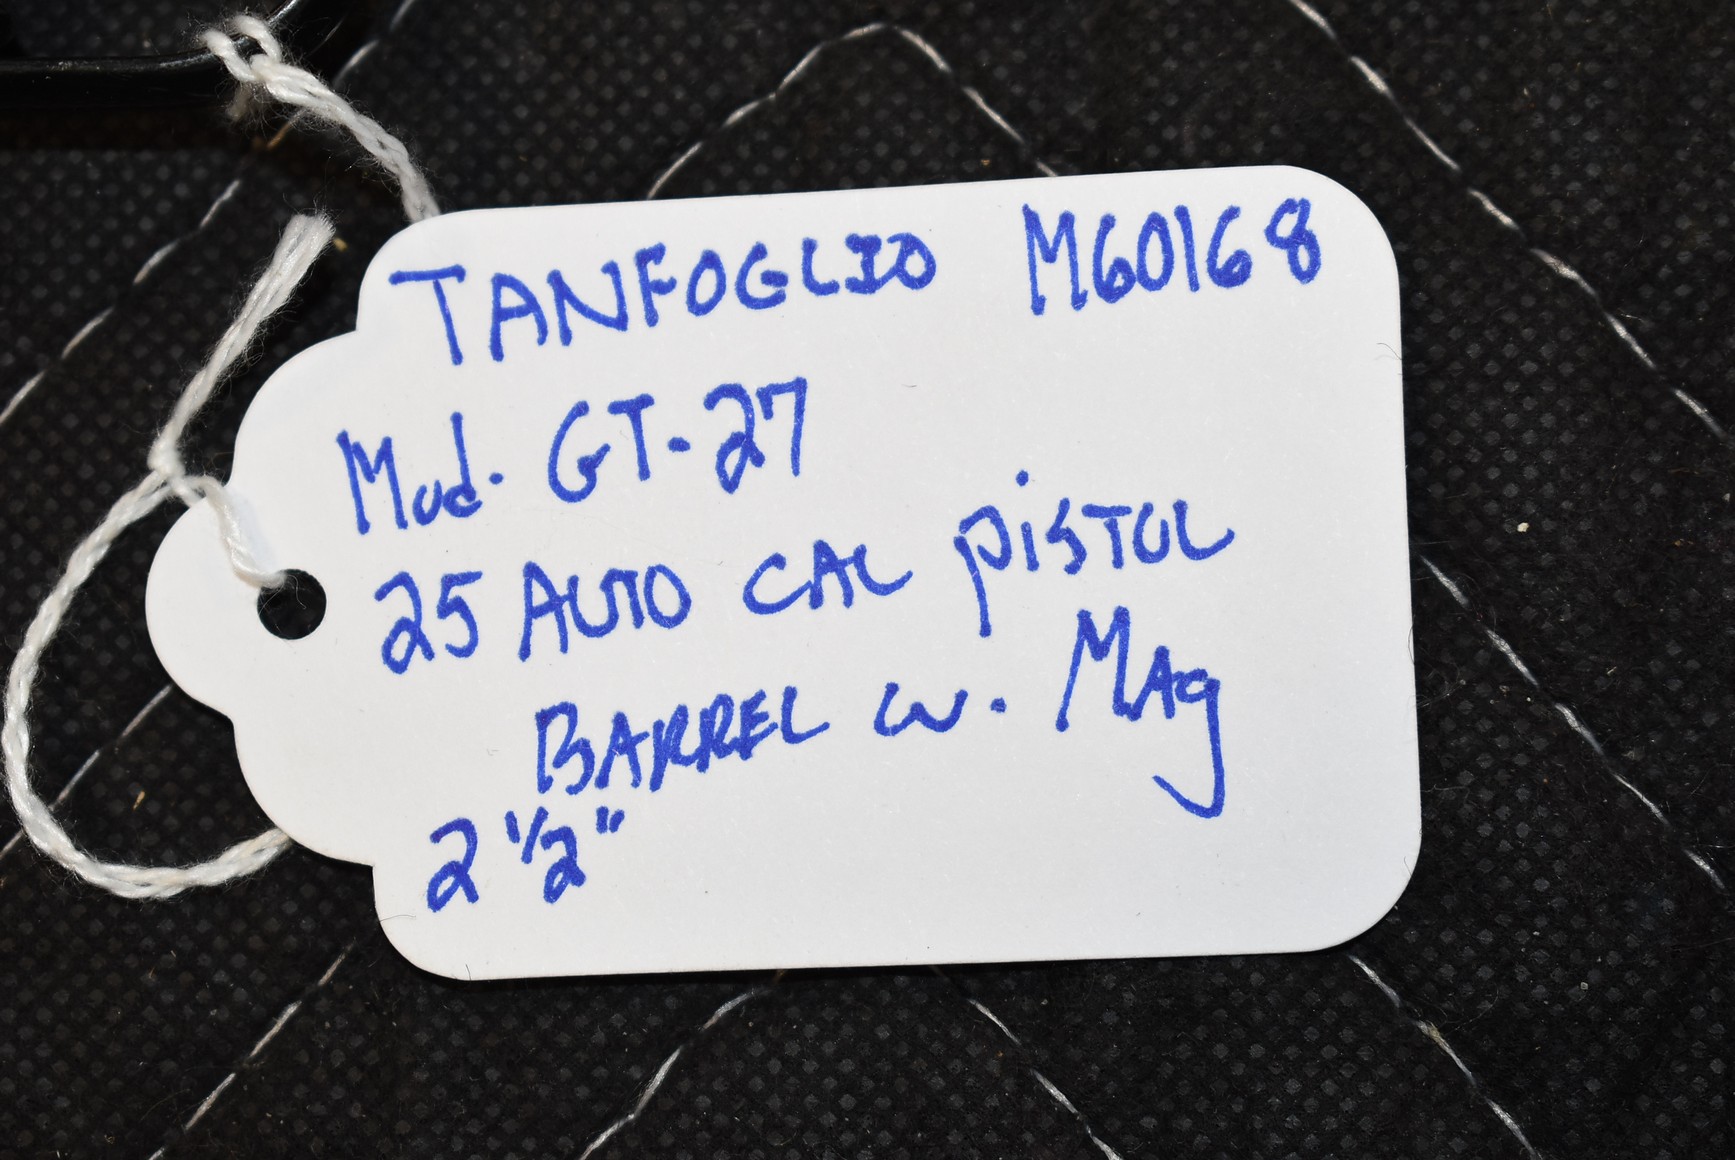 TANFOGLIO M60168
Mod. GT-27
25 AUTO CAL PISTOL
BARREL W. MAg
2 1/2"